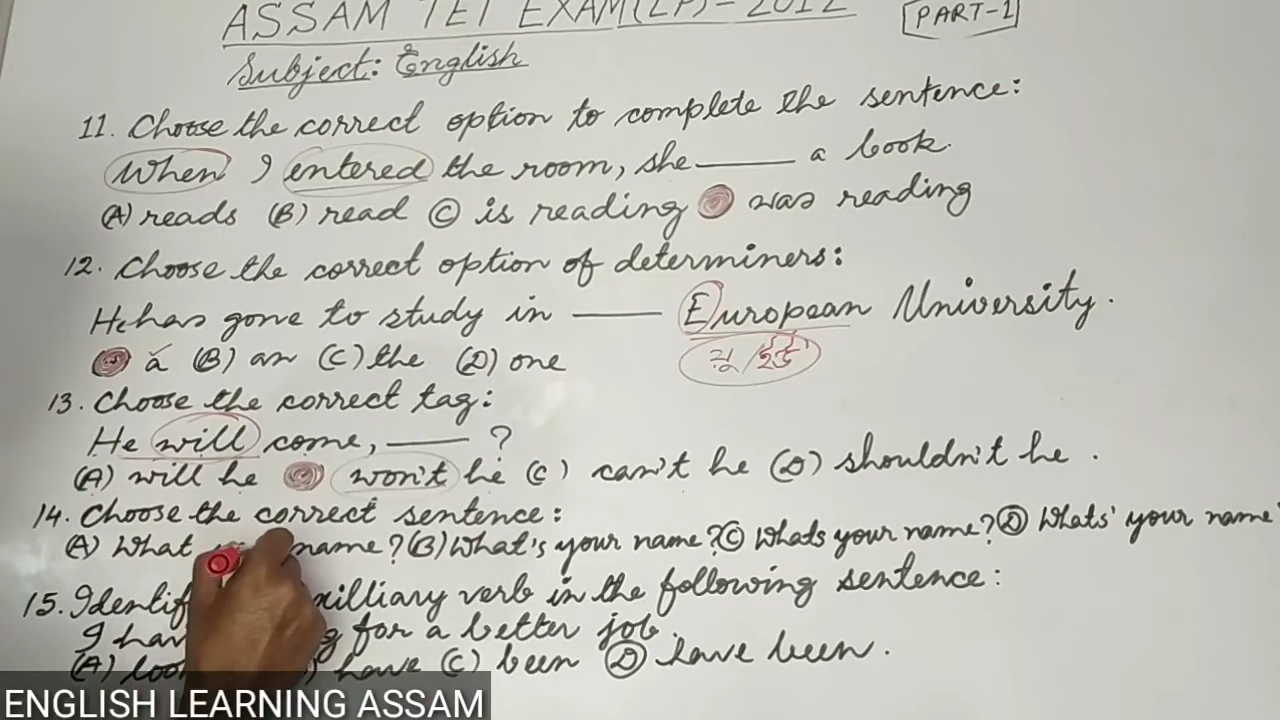 ASSAM TET EXAM(LP)-2012
PART-1
Subject: English
11. Choose the correct option to complete the sentence:
When I entered the room, she ______ a book.
(A) reads (B) read (C) is reading was reading
12. Choose the correct option of determiners:
He has gone to study in ______ European University.
a (B) an (C) the (D) one
13. Choose the correct tag:
He will come, ______ ?
(A) will he won't he (C) can't he (D) shouldn't he.
14. Choose the correct sentence:
(A) What name? (B) What's your name? (C) Whats your name? (D) Whats' your name
15. xilliary verb in the following sentence:
I for a better job.
(A) have (C) been (D) have been.
ENGLISH LEARNING ASSAM